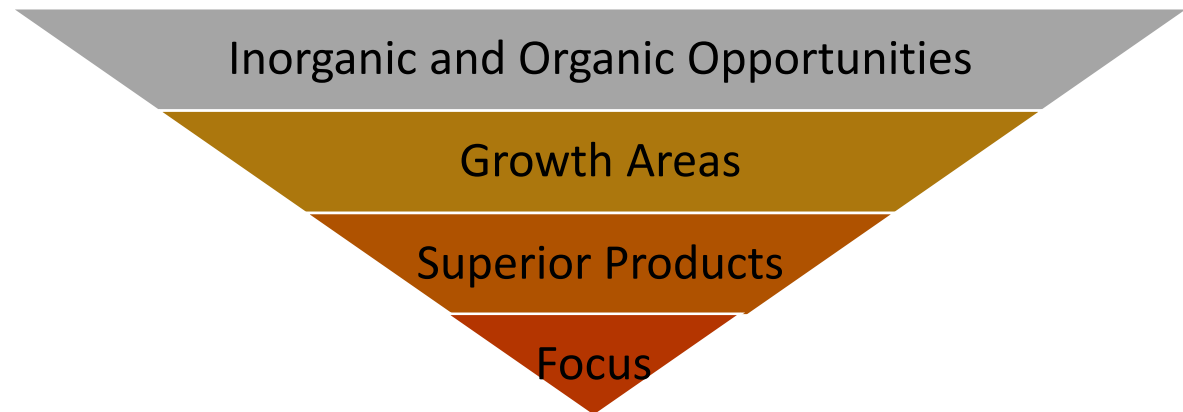 Inorganic and Organic Opportunities
Growth Areas
Superior Products
Focus